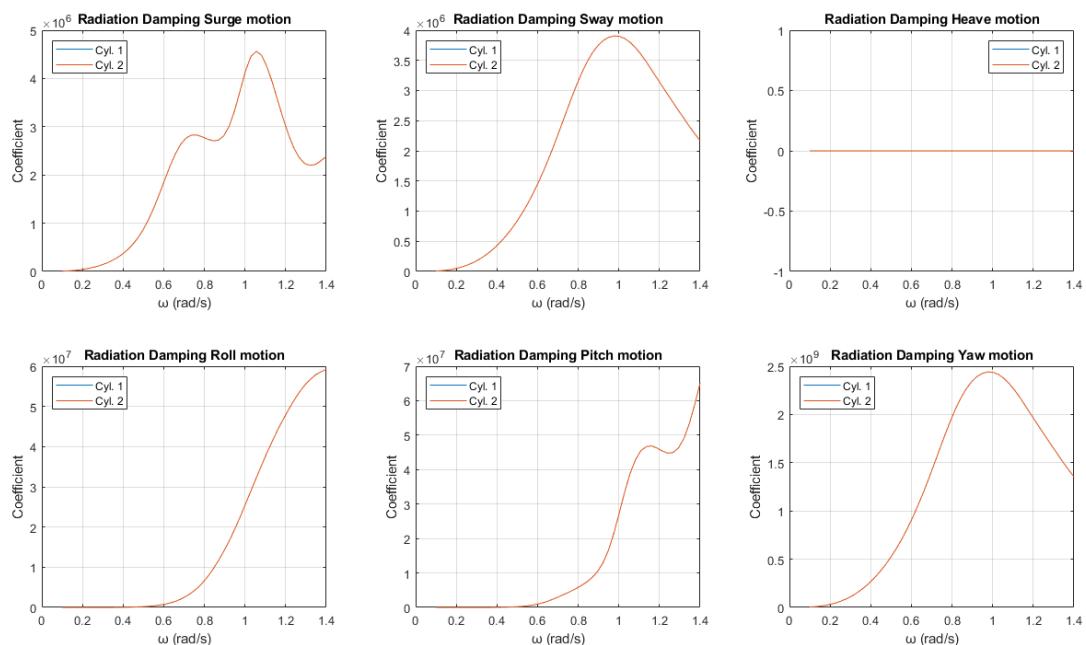 Radiation Damping Surge motion
×10⁶
5
4
3
2
1
0
Coefficient
Cyl. 1
Cyl. 2
0 0.2 0.4 0.6 0.8 1 1.2 1.4
ω (rad/s)
Radiation Damping Sway motion
×10⁶
4
3.5
3
2.5
2
1.5
1
0.5
0
Coefficient
Cyl. 1
Cyl. 2
0 0.2 0.4 0.6 0.8 1 1.2 1.4
ω (rad/s)
Radiation Damping Heave motion
1
0.5
0
-0.5
-1
Coefficient
Cyl. 1
Cyl. 2
0 0.2 0.4 0.6 0.8 1 1.2 1.4
ω (rad/s)
Radiation Damping Roll motion
×10⁷
6
5
4
3
2
1
0
Coefficient
Cyl. 1
Cyl. 2
0 0.2 0.4 0.6 0.8 1 1.2 1.4
ω (rad/s)
Radiation Damping Pitch motion
×10⁷
7
6
5
4
3
2
1
0
Coefficient
Cyl. 1
Cyl. 2
0 0.2 0.4 0.6 0.8 1 1.2 1.4
ω (rad/s)
Radiation Damping Yaw motion
×10⁹
2.5
2
1.5
1
0.5
0
Coefficient
Cyl. 1
Cyl. 2
0 0.2 0.4 0.6 0.8 1 1.2 1.4
ω (rad/s)